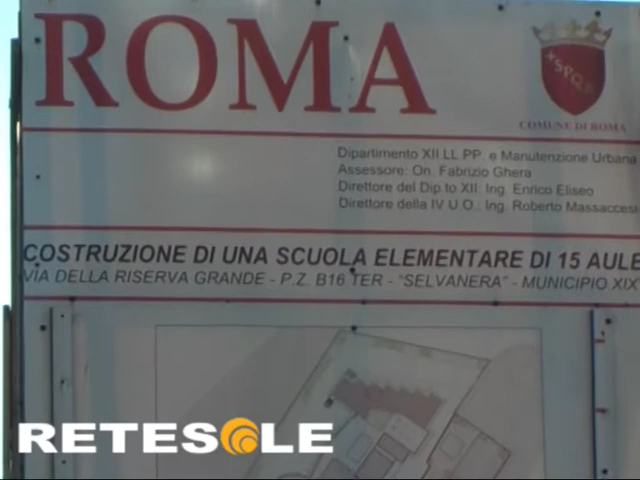 ROMA
SPQR
COMUNE DI ROMA
Dipartimento XII LL.PP. e Manutenzione Urbana
Assessore: On. Fabrizio Ghera
Direttore del Dip.to XII: Ing. Enrico Eliseo
Direttore della IV U.O.: Ing. Roberto Massaccesi
COSTRUZIONE DI UNA SCUOLA ELEMENTARE DI 15 AULE
VIA DELLA RISERVA GRANDE - P.Z. B16 TER - "SELVANERA" - MUNICIPIO XIX
RETESOLE